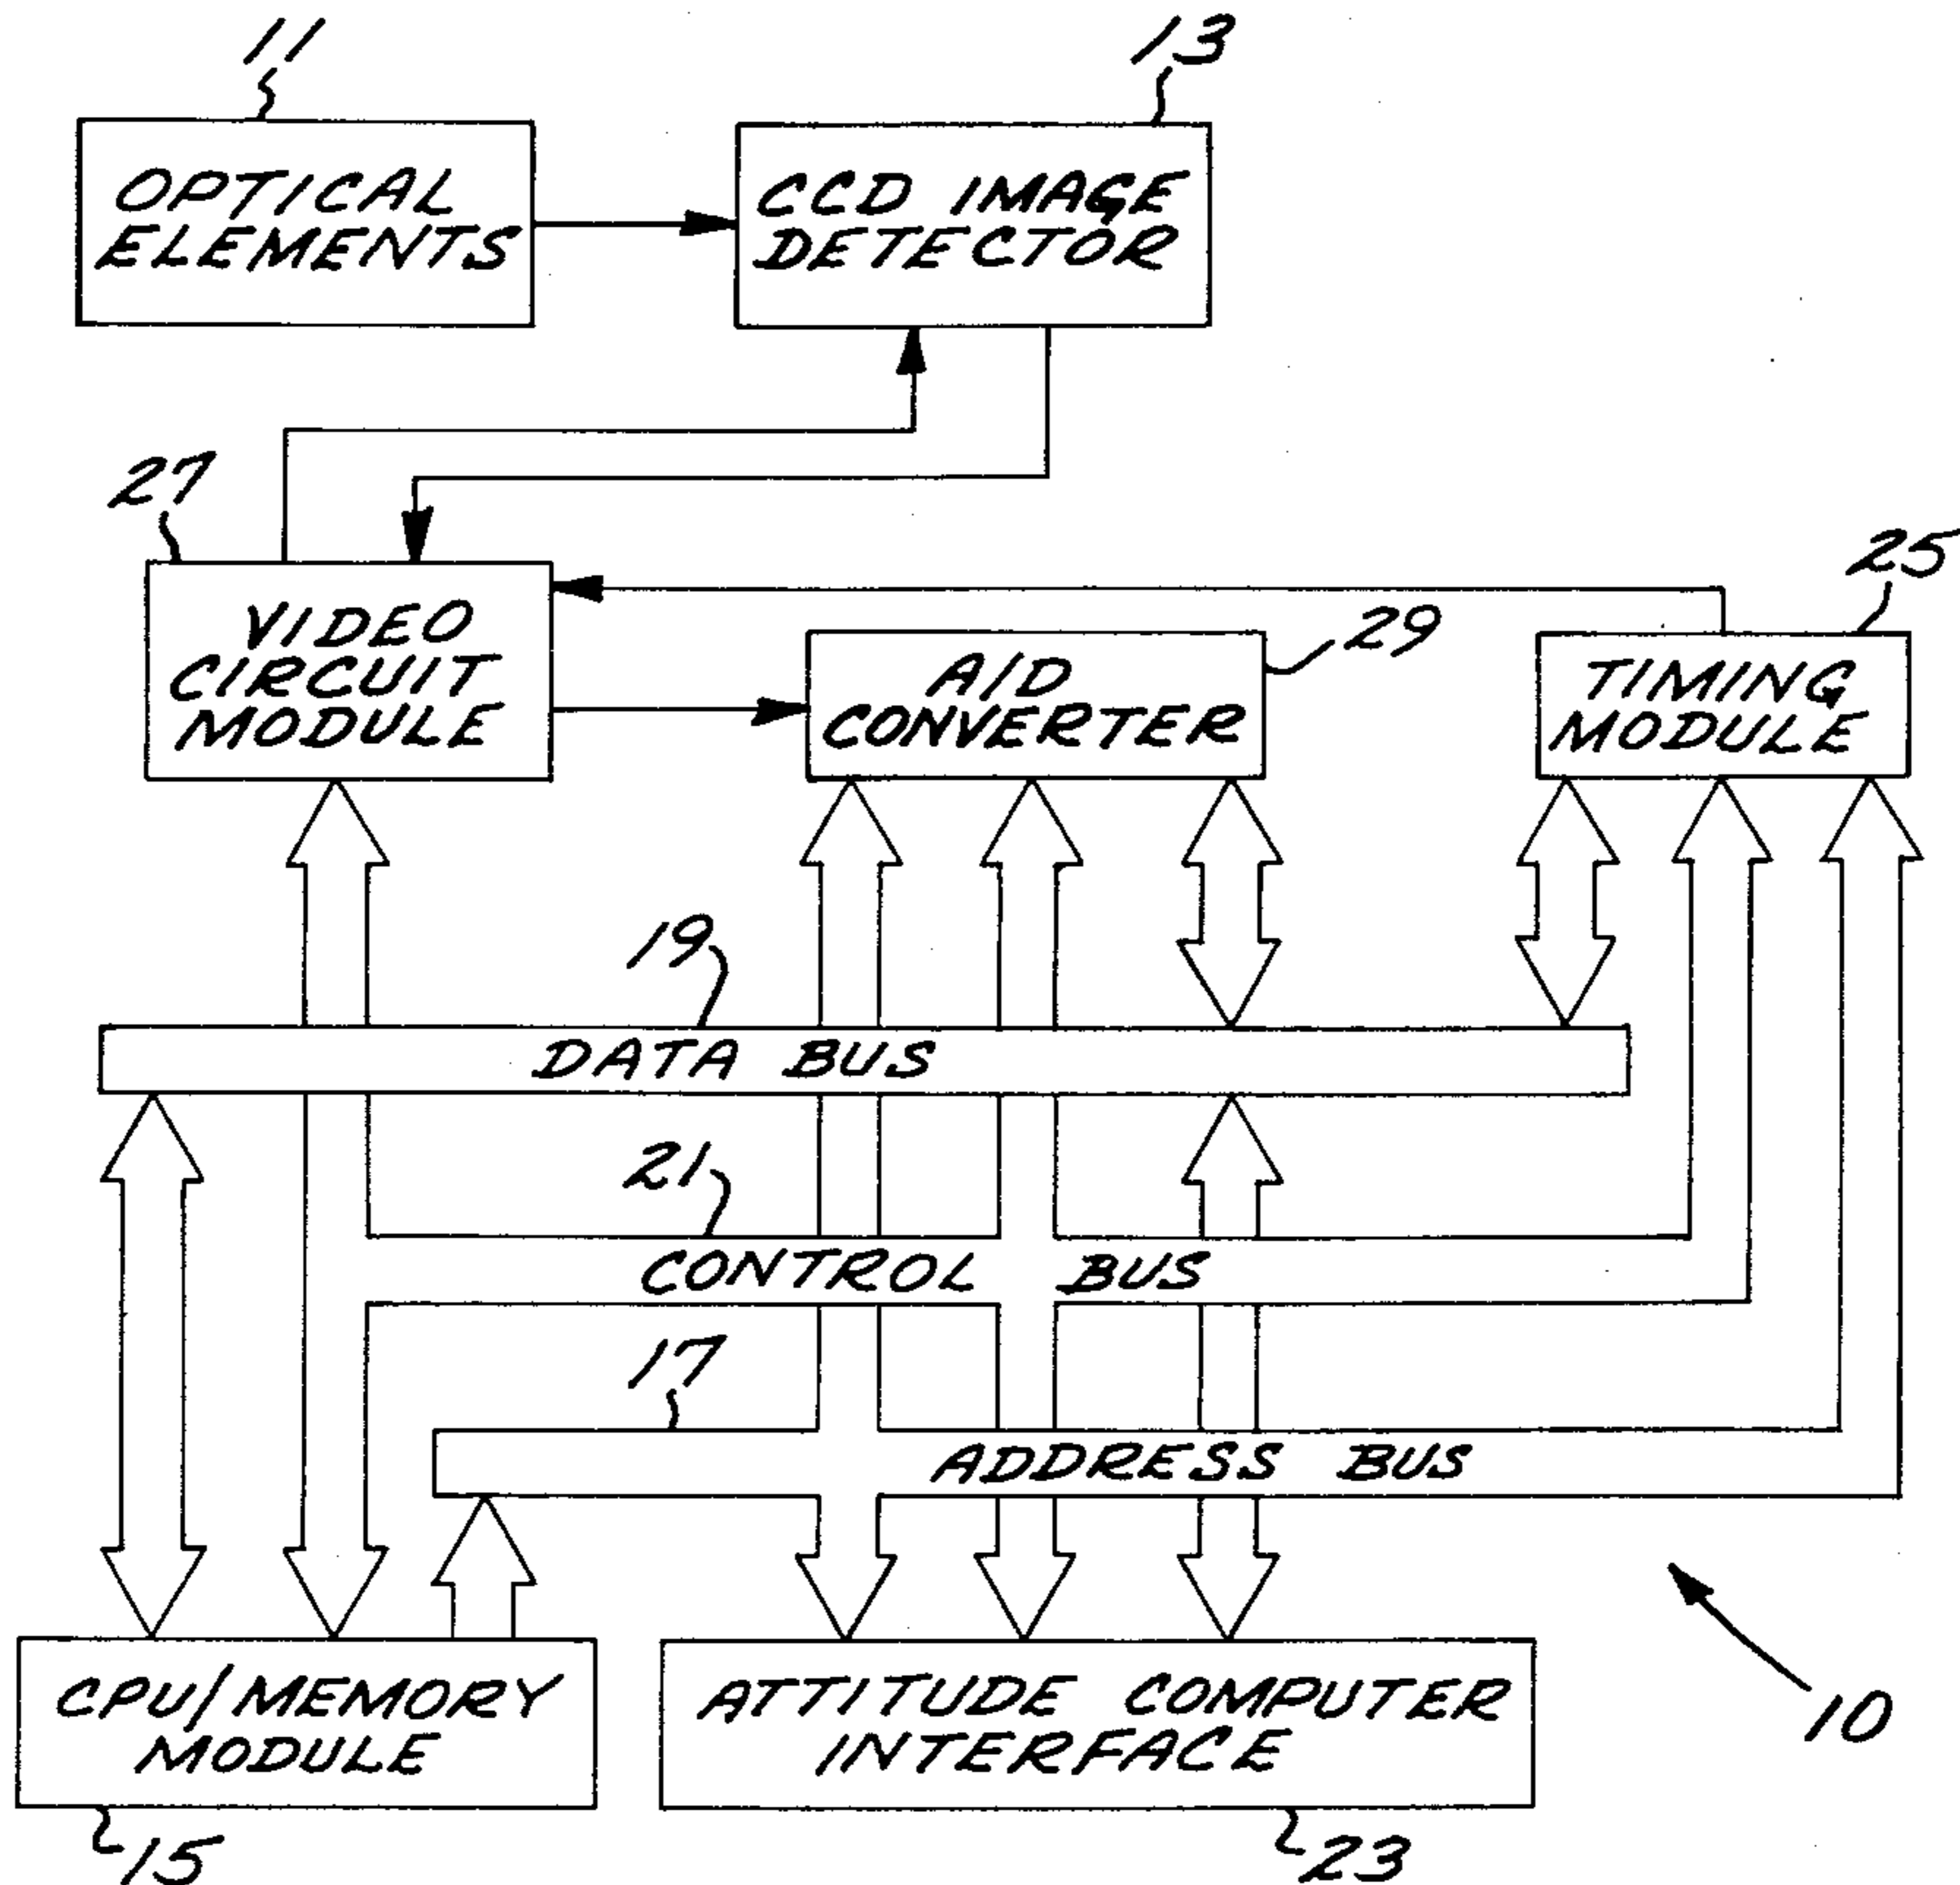 11
13
OPTICAL
ELEMENTS
CCD IMAGE
DETECTOR
27
25
VIDEO
CIRCUIT
MODULE
29
A/D
CONVERTER
TIMING
MODULE
19
DATA BUS
21
CONTROL BUS
17
ADDRESS BUS
CPU/MEMORY
MODULE
ATTITUDE COMPUTER
INTERFACE
10
15
23